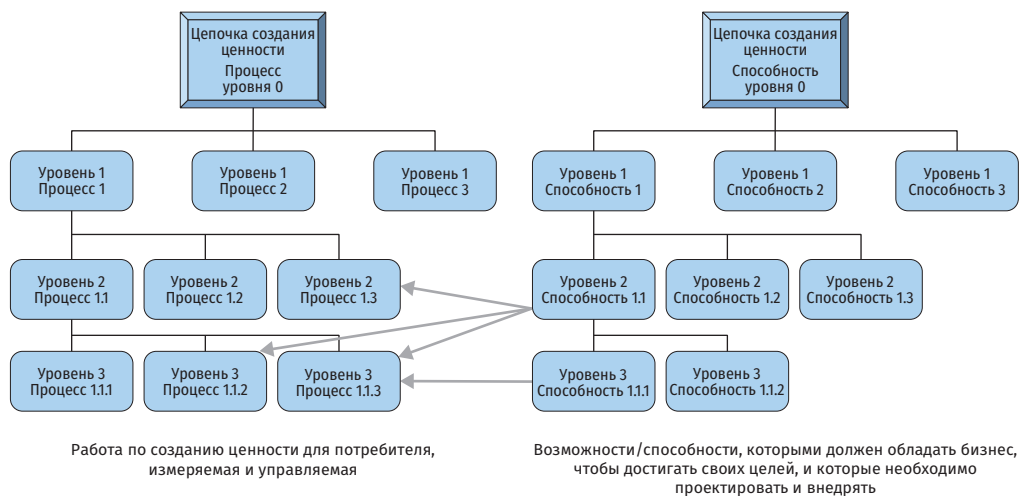 Цепочка создания
ценности
Процесс
уровня 0
Цепочка создания
ценности
Способность
уровня 0
Уровень 1
Процесс 1
Уровень 1
Процесс 2
Уровень 1
Процесс 3
Уровень 1
Способность 1
Уровень 1
Способность 2
Уровень 1
Способность 3
Уровень 2
Процесс 1.1
Уровень 2
Процесс 1.2
Уровень 2
Процесс 1.3
Уровень 2
Способность 1.1
Уровень 2
Способность 1.2
Уровень 2
Способность 1.3
Уровень 3
Процесс 1.1.1
Уровень 3
Процесс 1.1.2
Уровень 3
Процесс 1.1.3
Уровень 3
Способность 1.1.1
Уровень 3
Способность 1.1.2
Работа по созданию ценности для потребителя,
измеряемая и управляемая
Возможности/способности, которыми должен обладать бизнес,
чтобы достигать своих целей, и которые необходимо
проектировать и внедрять